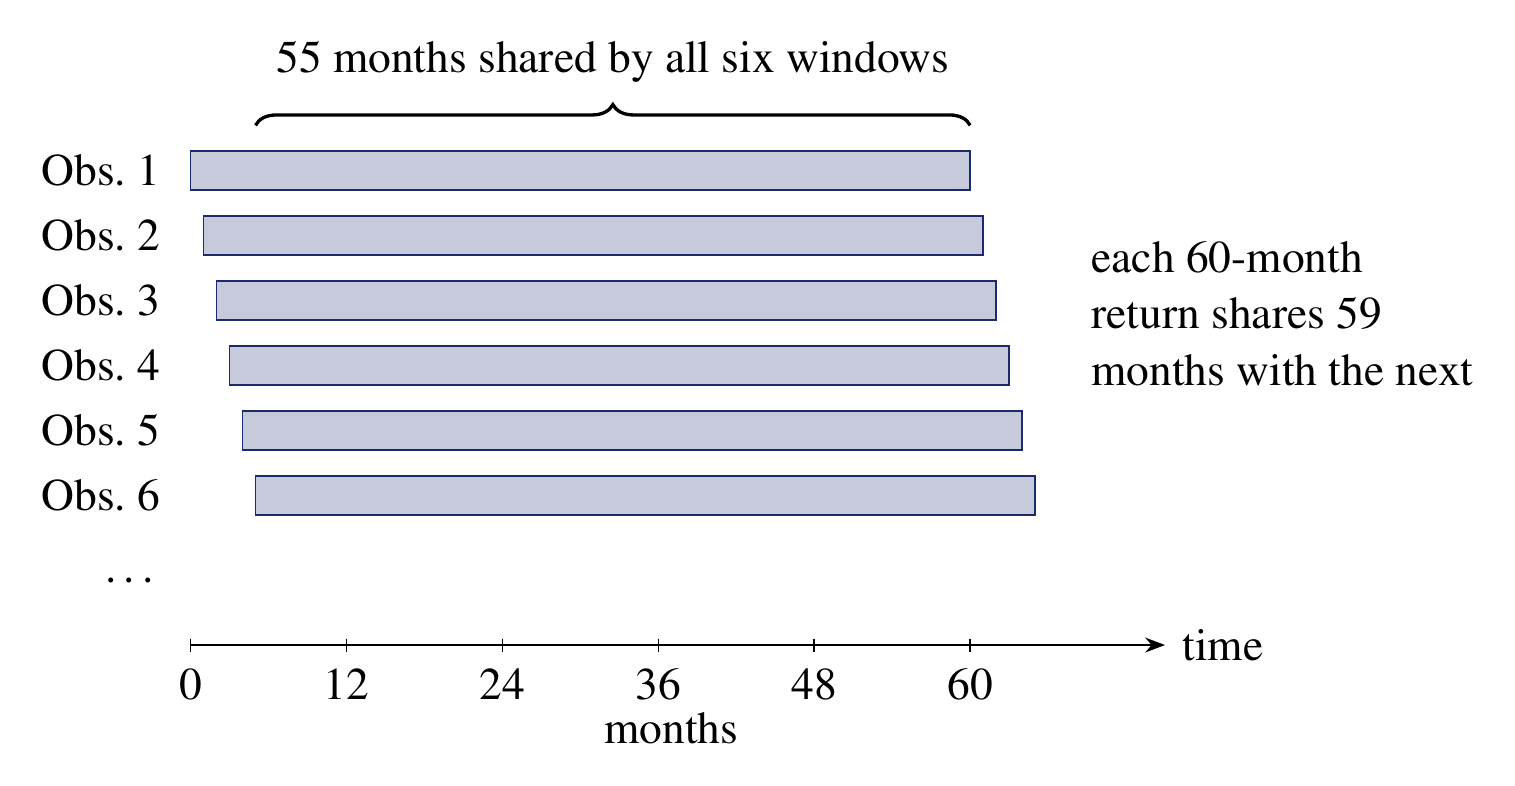 55 months shared by all six windows
Obs. 1
Obs. 2
Obs. 3
Obs. 4
Obs. 5
Obs. 6
...
each 60-month
return shares 59
months with the next
0 12 24 36 48 60
time
months